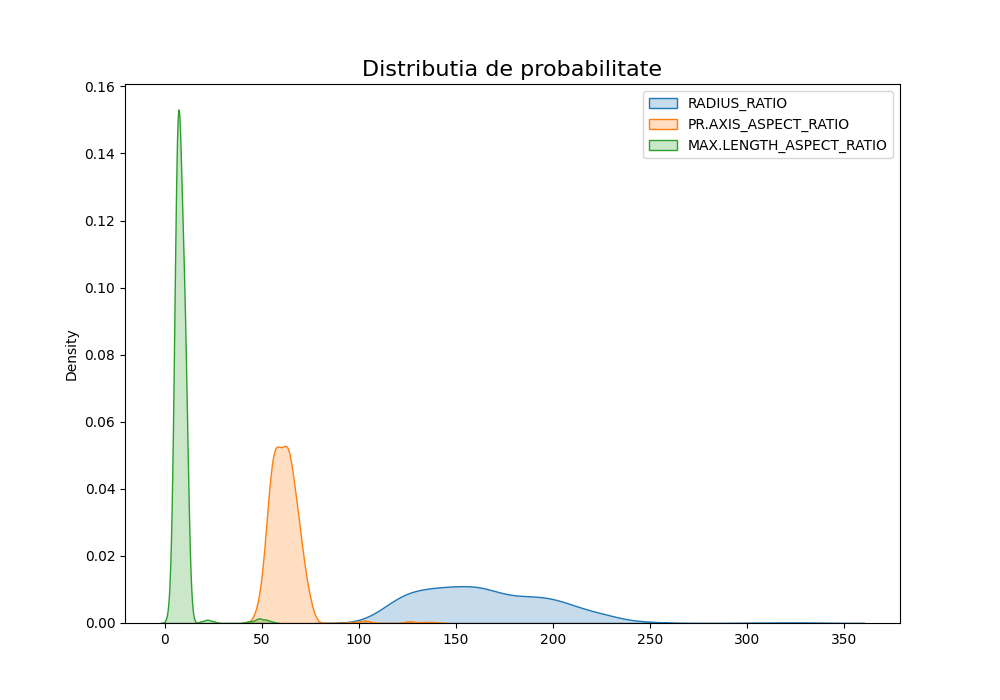 Distributia de probabilitate
RADIUS_RATIO
PR.AXIS_ASPECT_RATIO
MAX.LENGTH_ASPECT_RATIO
Density
0.16
0.14
0.12
0.10
0.08
0.06
0.04
0.02
0.00
0 50 100 150 200 250 300 350